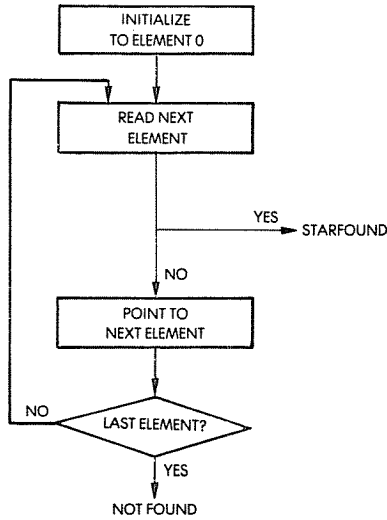 INITIALIZE
TO ELEMENT 0
READ NEXT
ELEMENT
YES
STARFOUND
NO
POINT TO
NEXT ELEMENT
NO
LAST ELEMENT?
YES
NOT FOUND